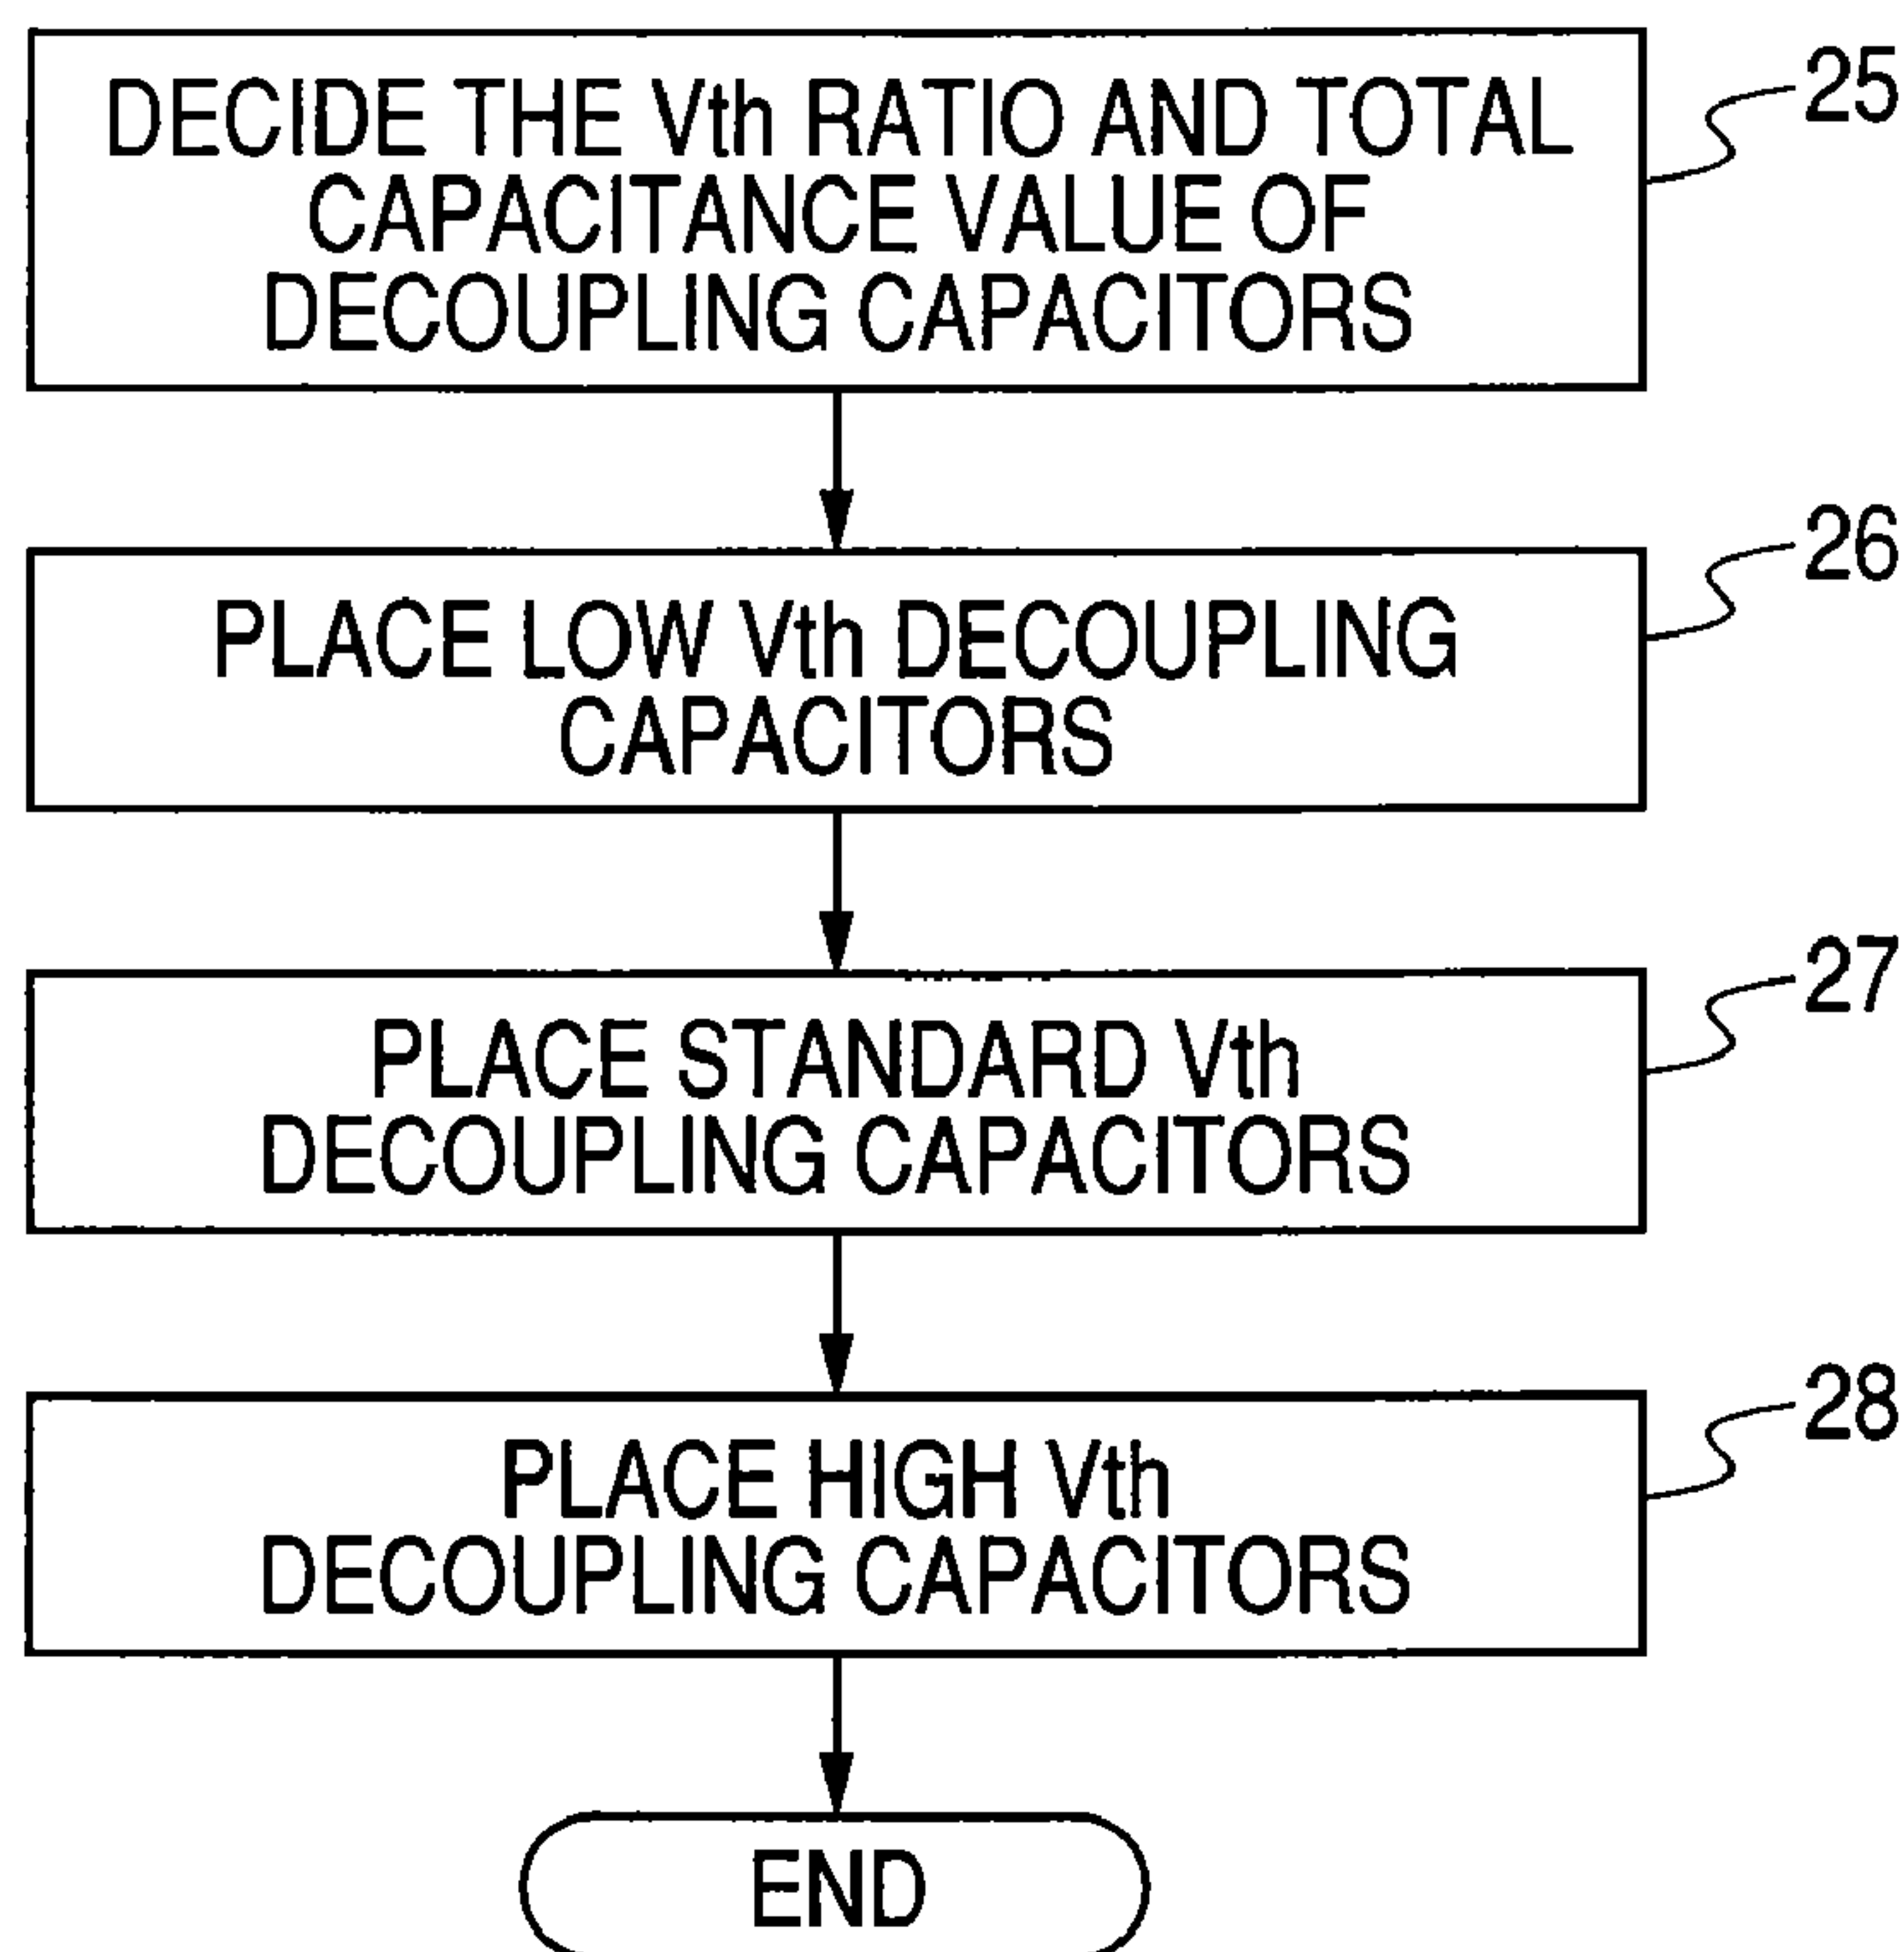 DECIDE THE Vth RATIO AND TOTAL
CAPACITANCE VALUE OF
DECOUPLING CAPACITORS
25
PLACE LOW Vth DECOUPLING
CAPACITORS
26
PLACE STANDARD Vth
DECOUPLING CAPACITORS
27
PLACE HIGH Vth
DECOUPLING CAPACITORS
28
END